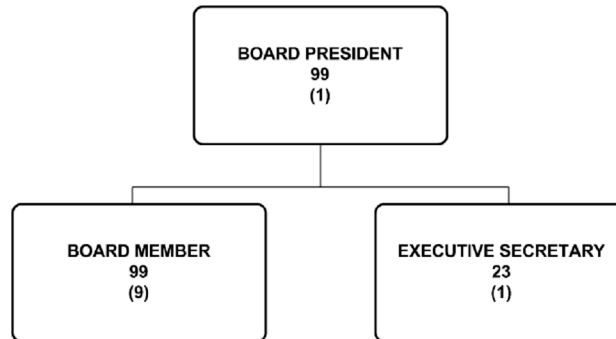 BOARD PRESIDENT
99
(1)
BOARD MEMBER
99
(9)
EXECUTIVE SECRETARY
23
(1)